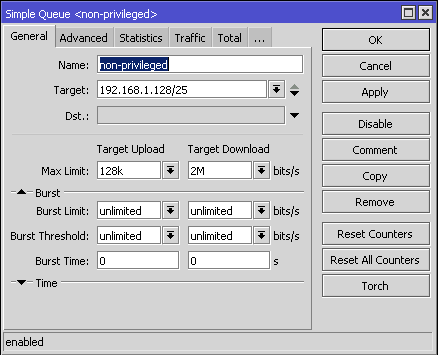 Simple Queue <non-privileged>
General Advanced Statistics Traffic Total ...
Name: non-privileged
Target: 192.168.1.128/25
Dst.:
Target Upload Target Download
Max Limit: 128k 2M bits/s
Burst
Burst Limit: unlimited unlimited bits/s
Burst Threshold: unlimited unlimited bits/s
Burst Time: 0 0 s
Time
OK
Cancel
Apply
Disable
Comment
Copy
Remove
Reset Counters
Reset All Counters
Torch
enabled